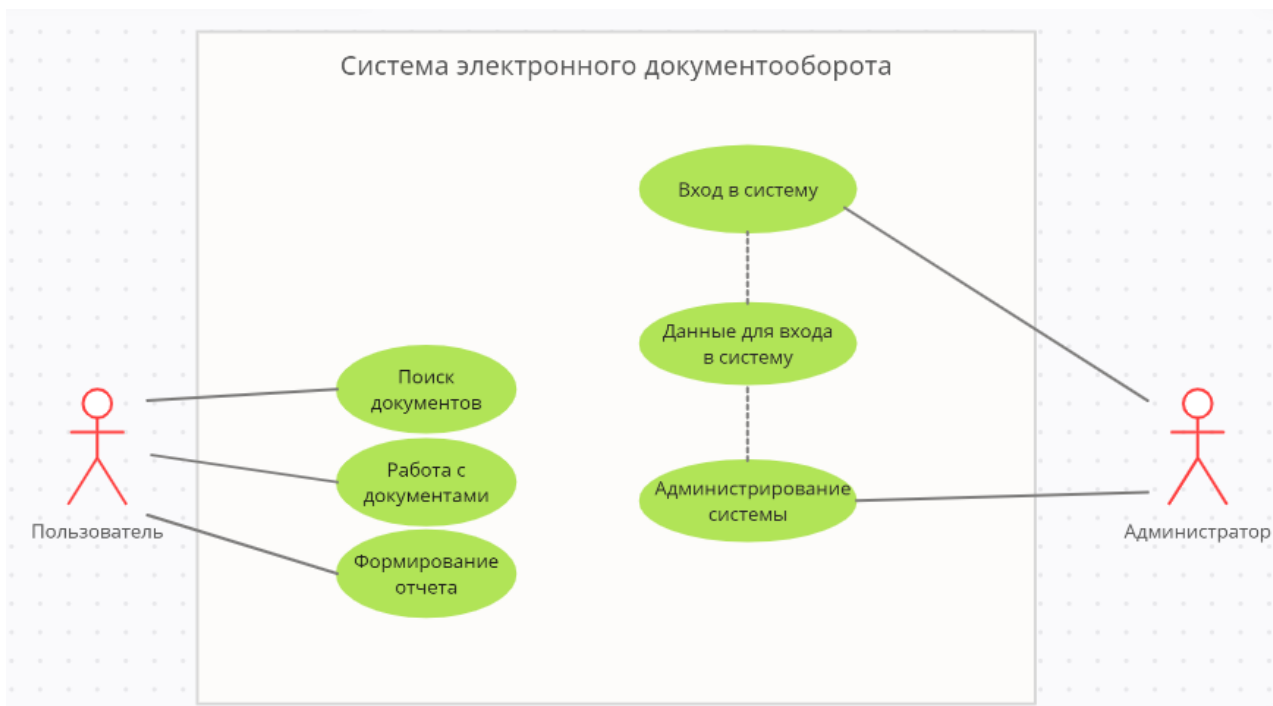 Система электронного документооборота
Вход в систему
Данные для входа
в систему
Поиск
документов
Работа с
документами
Администрирование
системы
Пользователь
Администратор
Формирование
отчета